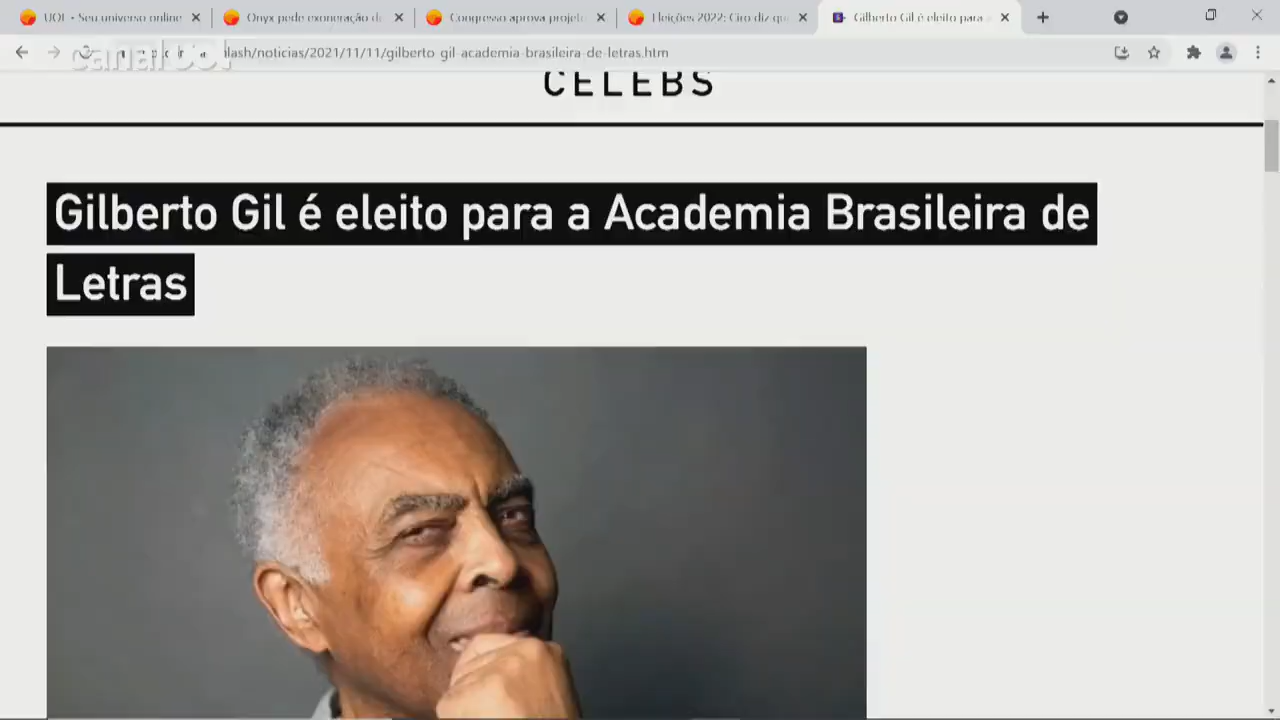 UOL - Seu universo online
Onyx pede exoneração d
Congresso aprova projet
Eleições 2022: Ciro diz qu
Gilberto Gil é eleito para
canal UOL
lash/noticias/2021/11/11/gilberto-gil-academia-brasileira-de-letras.htm
CELEBS
Gilberto Gil é eleito para a Academia Brasileira de
Letras